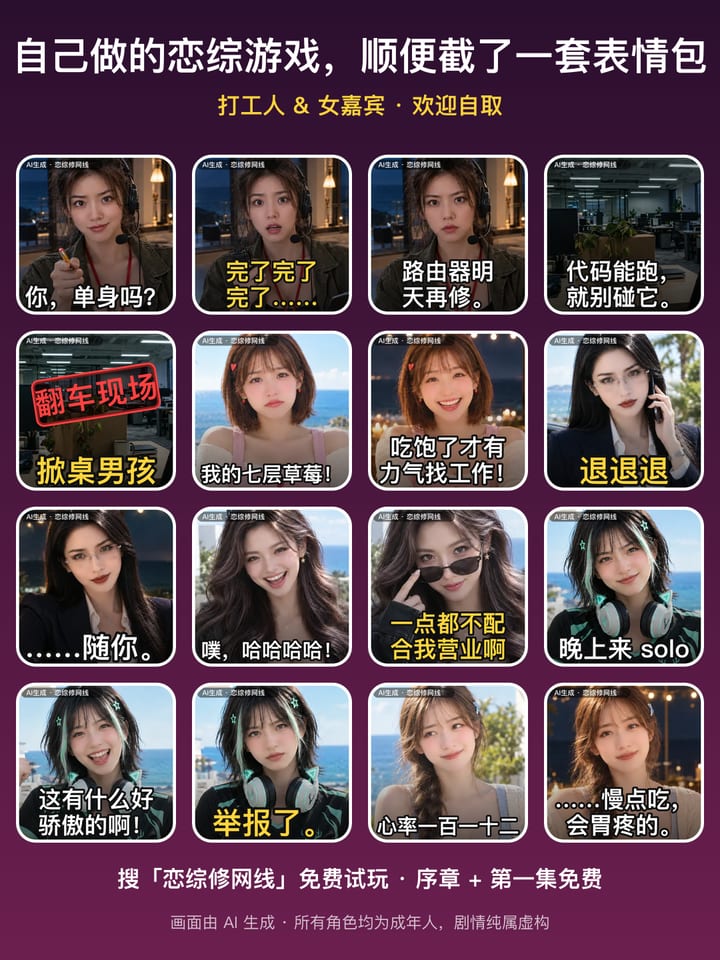 自己做的恋综游戏，顺便截了一套表情包
打工人 & 女嘉宾 · 欢迎自取
AI生成 · 恋综修网线
你，单身吗？
AI生成 · 恋综修网线
完了完了
完了……
AI生成 · 恋综修网线
路由器明
天再修。
AI生成 · 恋综修网线
代码能跑，
就别碰它。
AI生成 · 恋综修网线
翻车现场
掀桌男孩
AI生成 · 恋综修网线
我的七层草莓！
AI生成 · 恋综修网线
吃饱了才有
力气找工作！
AI生成 · 恋综修网线
退退退
AI生成 · 恋综修网线
……随你。
AI生成 · 恋综修网线
噗，哈哈哈哈！
AI生成 · 恋综修网线
一点都不配
合我营业啊
AI生成 · 恋综修网线
晚上来 solo
AI生成 · 恋综修网线
这有什么好
骄傲的啊！
AI生成 · 恋综修网线
举报了。
AI生成 · 恋综修网线
心率一百一十二
AI生成 · 恋综修网线
……慢点吃，
会胃疼的。
搜「恋综修网线」免费试玩 · 序章 + 第一集免费
画面由 AI 生成 · 所有角色均为成年人，剧情纯属虚构